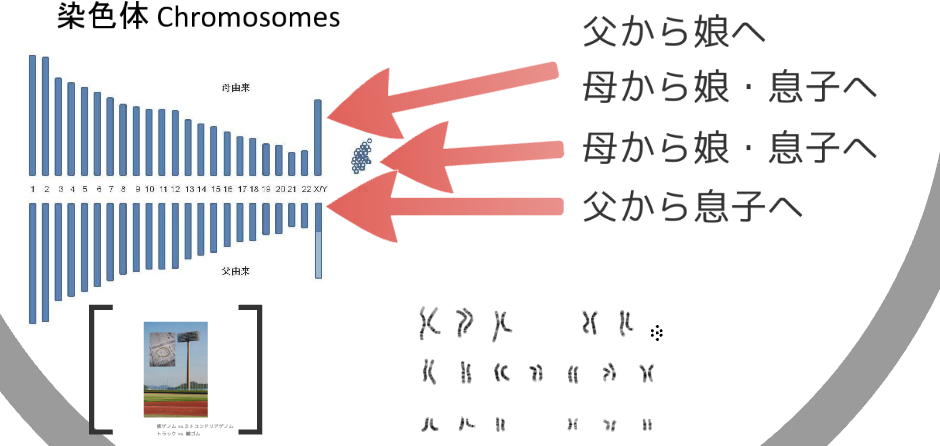 染色体 Chromosomes
父から娘へ
母から娘・息子へ
母から娘・息子へ
父から息子へ
母由来
1 2 3 4 5 6 7 8 9 10 11 12 13 14 15 16 17 18 19 20 21 22 X/Y
父由来
核ゲノム vs ミトコンドリアゲノム
トラック vs 輪ゴム